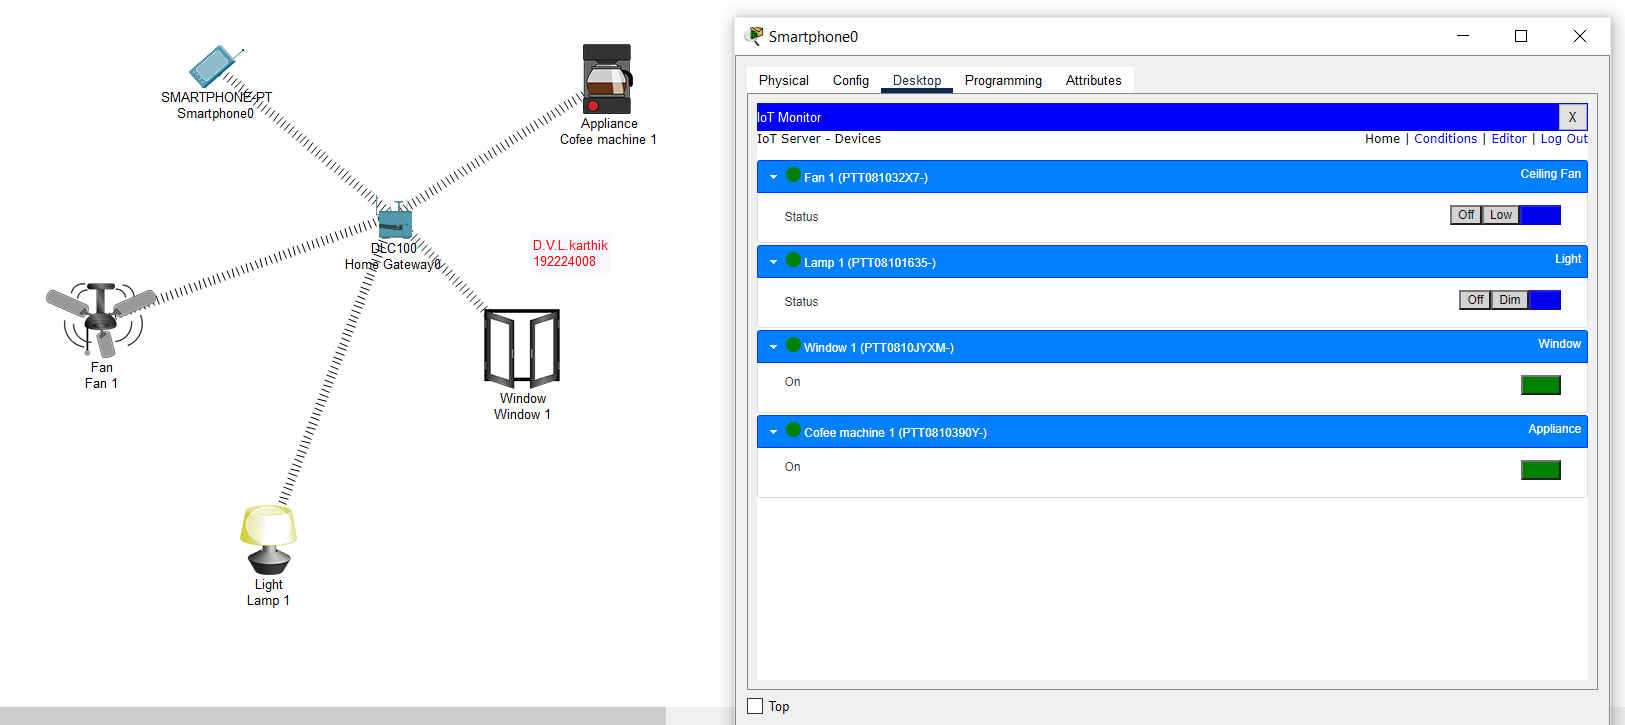 SMARTPHONE-PT
Smartphone0
Appliance
Cofee machine 1
DLC100
Home Gateway0
D.V.L.karthik
192224008
Fan
Fan 1
Window
Window 1
Light
Lamp 1
Smartphone0
Physical Config Desktop Programming Attributes
IoT Monitor X
IoT Server - Devices Home | Conditions | Editor | Log Out
Fan 1 (PTT081032X7-) Ceiling Fan
Status Off Low
Lamp 1 (PTT08101635-) Light
Status Off Dim
Window 1 (PTT0810JYXM-) Window
On
Cofee machine 1 (PTT0810390Y-) Appliance
On
Top